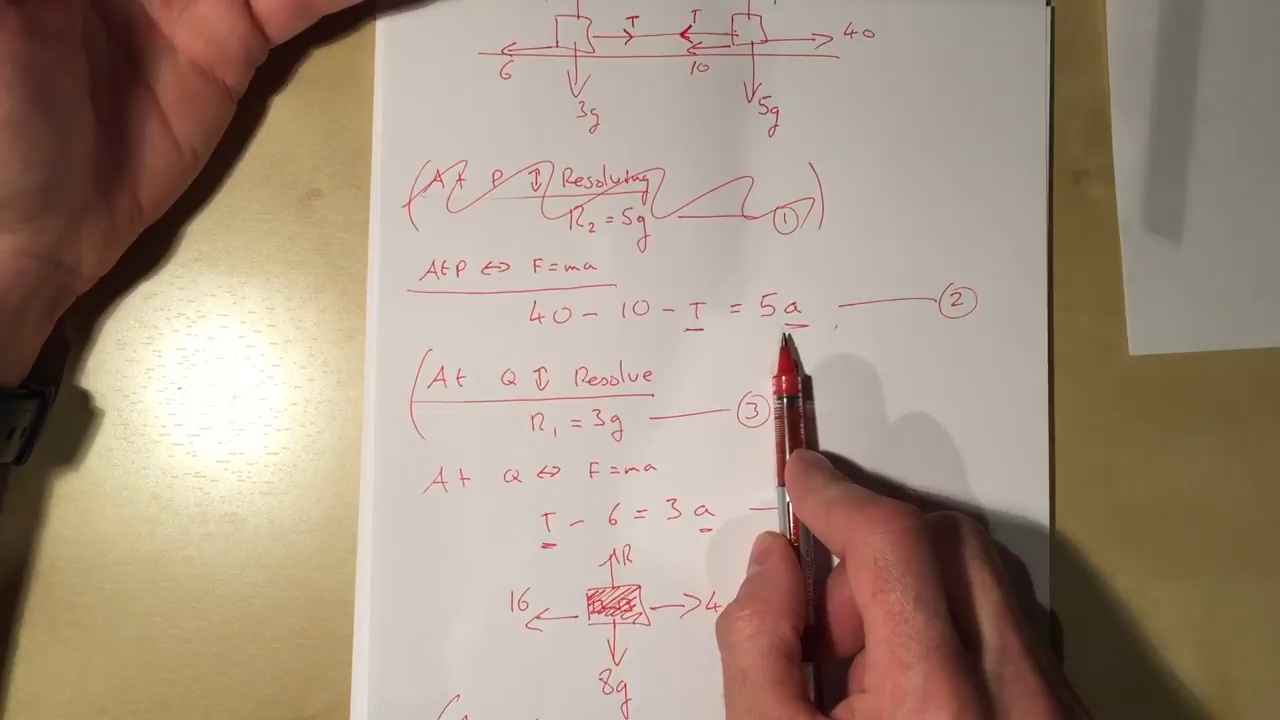 T T 40
6 10
3g 5g
At P ↕ Resolving
R₂ = 5g ①
At P ↔ F=ma
40 - 10 - T = 5a ②
At Q ↕ Resolve
R₁ = 3g ③
At Q ↔ F=ma
T - 6 = 3a
R
16 4
8g